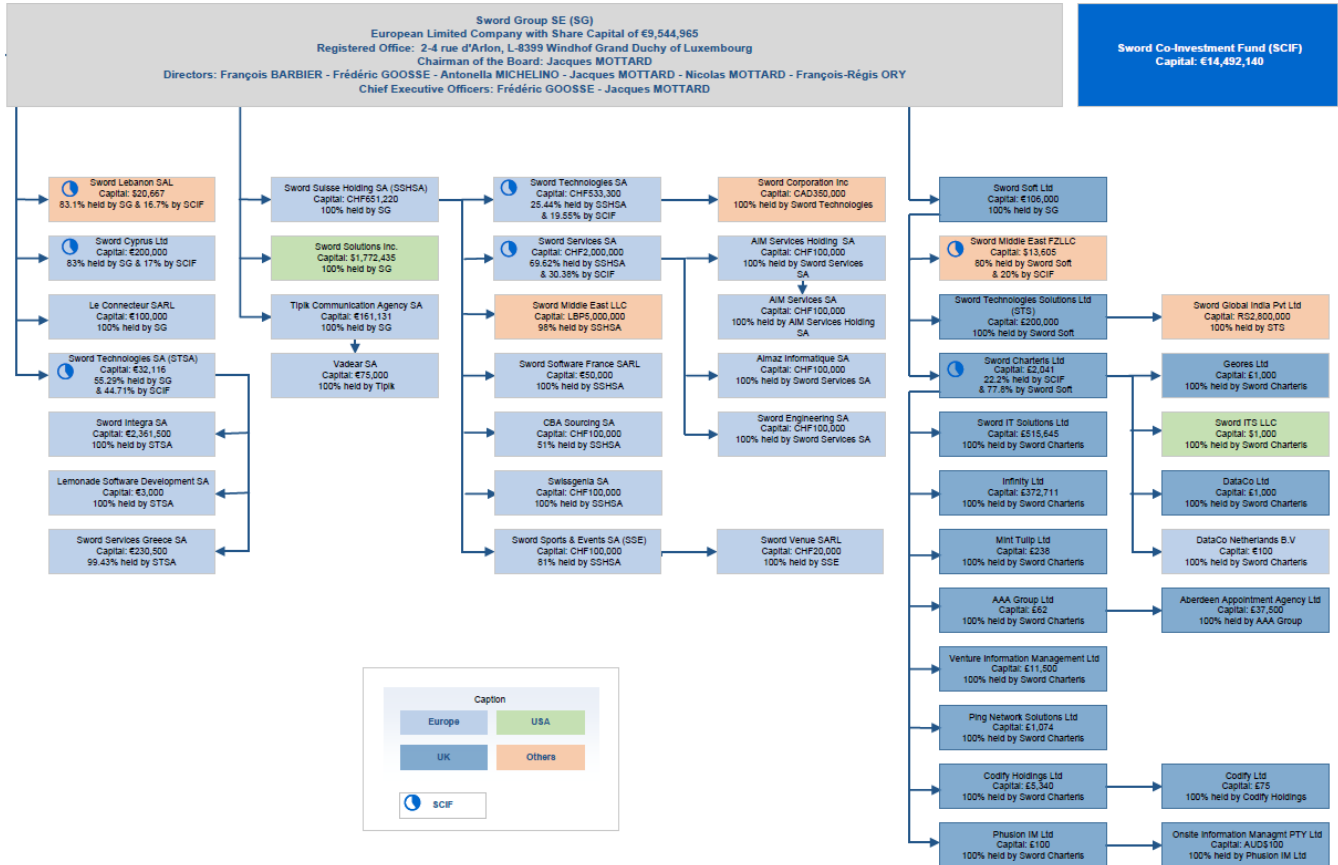 Sword Group SE (SG)
European Limited Company with Share Capital of €9,544,965
Registered Office: 2-4 rue d'Arlon, L-8399 Windhof Grand Duchy of Luxembourg
Chairman of the Board: Jacques MOTTARD
Directors: François BARBIER - Frédéric GOOSSE - Antonella MICHELINO - Jacques MOTTARD - Nicolas MOTTARD - François-Régis ORY
Chief Executive Officers: Frédéric GOOSSE - Jacques MOTTARD
Sword Co-Investment Fund (SCIF)
Capital: €14,492,140
Sword Lebanon SAL
Capital: $20,667
83.1% held by SG & 16.7% by SCIF
Sword Cyprus Ltd
Capital: €200,000
83% held by SG & 17% by SCIF
Le Connecteur SARL
Capital: €100,000
100% held by SG
Sword Technologies SA (STSA)
Capital: €32,116
55.29% held by SG
& 44.71% by SCIF
Sword Integra SA
Capital: €2,361,500
100% held by STSA
Lemonade Software Development SA
Capital: €3,000
100% held by STSA
Sword Services Greece SA
Capital: €230,500
99.43% held by STSA
Sword Suisse Holding SA (SSHSA)
Capital: CHF651,220
100% held by SG
Sword Solutions Inc.
Capital: $1,772,435
100% held by SG
Tipik Communication Agency SA
Capital: €161,131
100% held by SG
Vadear SA
Capital: €75,000
100% held by Tipik
Sword Technologies SA
Capital: CHF533,300
25.44% held by SSHSA
& 19.55% by SCIF
Sword Services SA
Capital: CHF2,000,000
69.62% held by SSHSA
& 30.38% by SCIF
Sword Middle East LLC
Capital: LBP5,000,000
98% held by SSHSA
Sword Software France SARL
Capital: €50,000
100% held by SSHSA
CBA Sourcing SA
Capital: CHF100,000
51% held by SSHSA
Swissgenia SA
Capital: CHF100,000
100% held by SSHSA
Sword Sports & Events SA (SSE)
Capital: CHF100,000
81% held by SSHSA
Sword Corporation Inc
Capital: CAD350,000
100% held by Sword Technologies
AiM Services Holding SA
Capital: CHF100,000
100% held by Sword Services
SA
AiM Services SA
Capital: CHF100,000
100% held by AiM Services Holding
SA
Almaz Informatique SA
Capital: CHF100,000
100% held by Sword Services SA
Sword Engineering SA
Capital: CHF100,000
100% held by Sword Services SA
Sword Venue SARL
Capital: CHF20,000
100% held by SSE
Sword Soft Ltd
Capital: €106,000
100% held by SG
Sword Middle East FZLLC
Capital: $13,605
80% held by Sword Soft
& 20% by SCIF
Sword Technologies Solutions Ltd
(STS)
Capital: £200,000
100% held by Sword Soft
Sword Charteris Ltd
Capital: £2,041
22.2% held by SCIF
& 77.8% by Sword Soft
Sword IT Solutions Ltd
Capital: £515,645
100% held by Sword Charteris
Infinity Ltd
Capital: £372,711
100% held by Sword Charteris
Mint Tulip Ltd
Capital: £238
100% held by Sword Charteris
AAA Group Ltd
Capital: £62
100% held by Sword Charteris
Venture Information Management Ltd
Capital: £11,500
100% held by Sword Charteris
Ping Network Solutions Ltd
Capital: £1,074
100% held by Sword Charteris
Codify Holdings Ltd
Capital: £5,340
100% held by Sword Charteris
Phusion IM Ltd
Capital: £100
100% held by Sword Charteris
Sword Global India Pvt Ltd
Capital: RS2,800,000
100% held by STS
Geores Ltd
Capital: £1,000
100% held by Sword Charteris
Sword ITS LLC
Capital: $1,000
100% held by Sword Charteris
DataCo Ltd
Capital: £1,000
100% held by Sword Charteris
DataCo Netherlands B.V
Capital: €100
100% held by Sword Charteris
Aberdeen Appointment Agency Ltd
Capital: £37,500
100% held by AAA Group
Codify Ltd
Capital: £75
100% held by Codify Holdings
Onsite Information Managmt PTY Ltd
Capital: AUD$100
100% held by Phusion IM Ltd
Caption
Europe
USA
UK
Others
SCIF